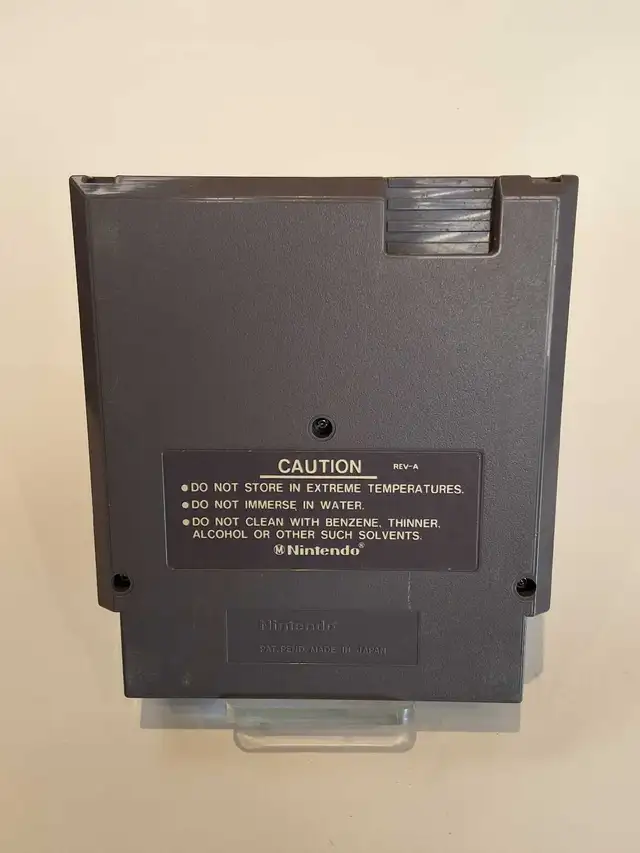 CAUTION REV-A
●DO NOT STORE IN EXTREME TEMPERATURES.
●DO NOT IMMERSE IN WATER.
●DO NOT CLEAN WITH BENZENE, THINNER,
ALCOHOL OR OTHER SUCH SOLVENTS.
Ⓜ Nintendo®
Nintendo®
PAT. PEND. MADE IN JAPAN